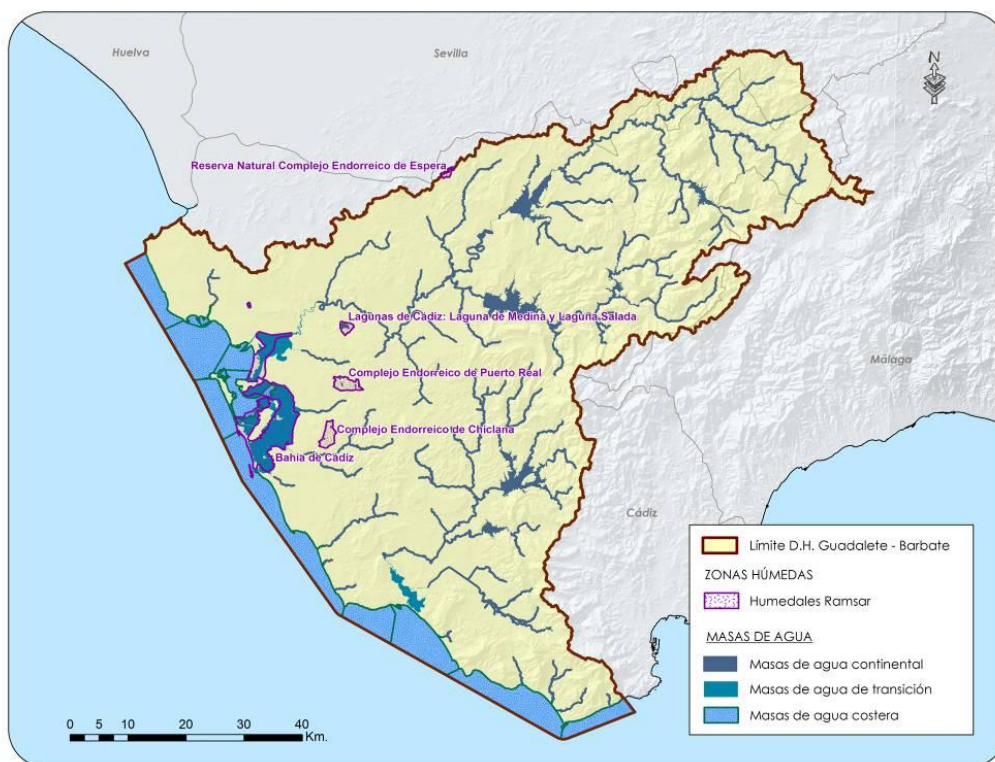 Huelva
Sevilla
N
Reserva Natural Complejo Endorreico de Espera
Lagunas de Cádiz: Laguna de Medina y Laguna Salada
Complejo Endorreico de Puerto Real
Málaga
Complejo Endorreico de Chiclana
Bahía de Cádiz
Cádiz
Límite D.H. Guadalete - Barbate
ZONAS HÚMEDAS
Humedales Ramsar
MASAS DE AGUA
Masas de agua continental
Masas de agua de transición
Masas de agua costera
0 5 10 20 30 40
Km.